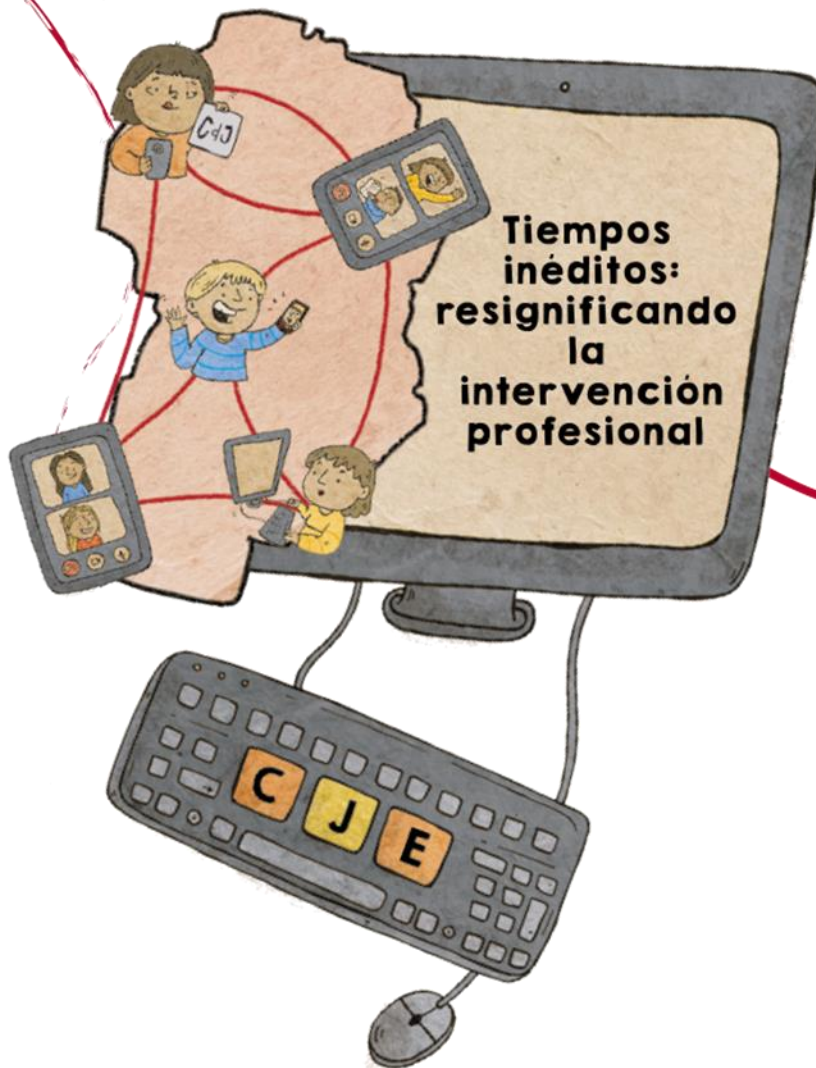 CdJ
Tiempos
inéditos:
resignificando
la
intervención
profesional
C J E